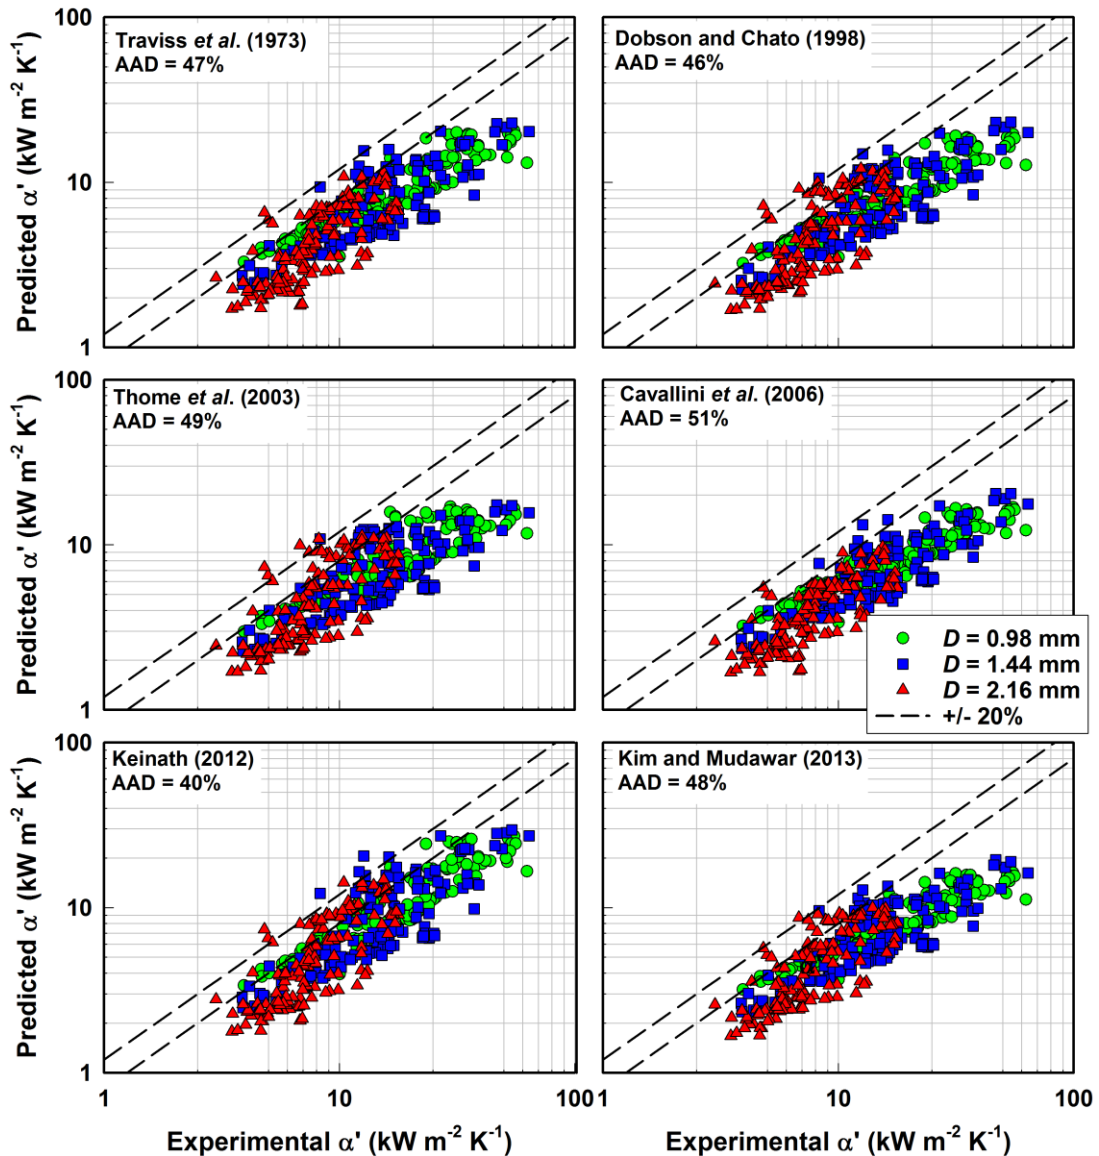 Traviss et al. (1973)
AAD = 47%
Dobson and Chato (1998)
AAD = 46%
100
10
1
Predicted α' (kW m-2 K-1)
Thome et al. (2003)
AAD = 49%
Cavallini et al. (2006)
AAD = 51%
100
10
1
Predicted α' (kW m-2 K-1)
D = 0.98 mm
D = 1.44 mm
D = 2.16 mm
+/- 20%
Keinath (2012)
AAD = 40%
Kim and Mudawar (2013)
AAD = 48%
100
10
1
Predicted α' (kW m-2 K-1)
1 10 100 10 100
Experimental α' (kW m-2 K-1) Experimental α' (kW m-2 K-1)